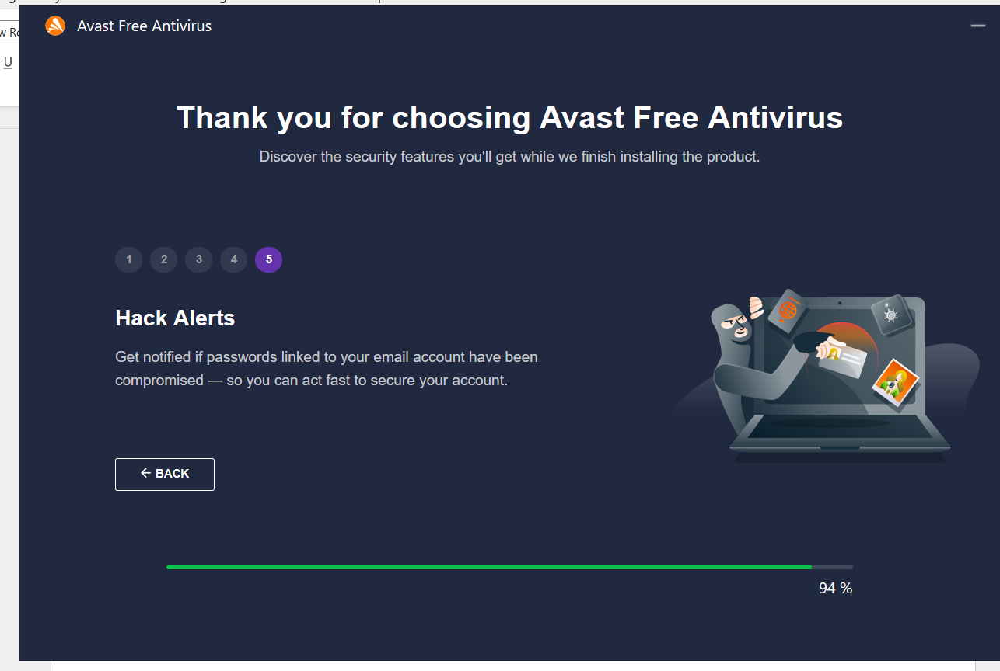 Avast Free Antivirus
U
Thank you for choosing Avast Free Antivirus
Discover the security features you'll get while we finish installing the product.
1 2 3 4 5
Hack Alerts
Get notified if passwords linked to your email account have been
compromised — so you can act fast to secure your account.
← BACK
94 %